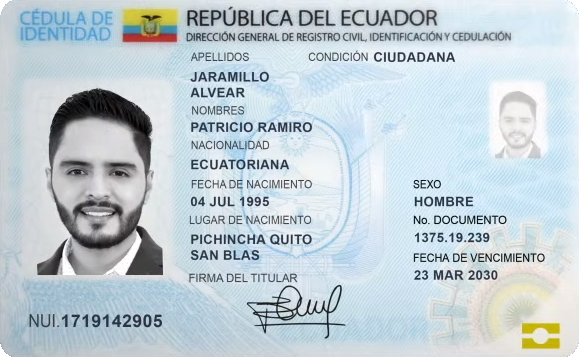 CÉDULA DE
IDENTIDAD
REPÚBLICA DEL ECUADOR
DIRECCIÓN GENERAL DE REGISTRO CIVIL, IDENTIFICACIÓN Y CEDULACIÓN
APELLIDOS
CONDICIÓN CIUDADANA
JARAMILLO
ALVEAR
NOMBRES
PATRICIO RAMIRO
NACIONALIDAD
ECUATORIANA
FECHA DE NACIMIENTO
04 JUL 1995
LUGAR DE NACIMIENTO
PICHINCHA QUITO
SAN BLAS
FIRMA DEL TITULAR
SEXO
HOMBRE
No. DOCUMENTO
1375.19.239
FECHA DE VENCIMIENTO
23 MAR 2030
NUI.1719142905
ECUADOR